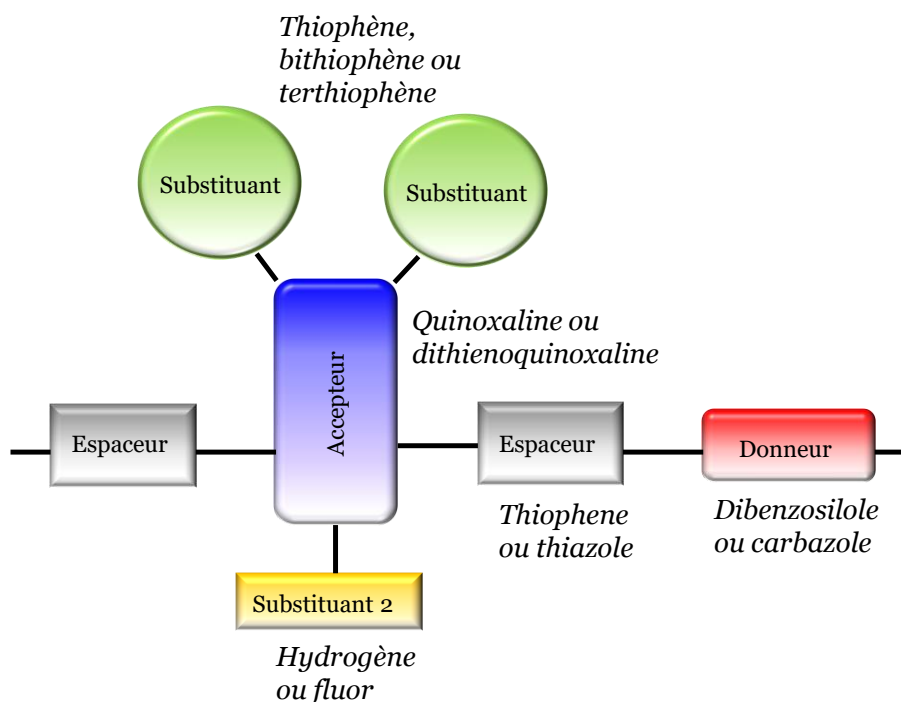 Thiophène,
bithiophène ou
terthiophène
Substituant
Substituant
Quinoxaline ou
dithienoquinoxaline
Accepteur
Espaceur
Espaceur
Donneur
Thiophene
ou thiazole
Dibenzosilole
ou carbazole
Substituant 2
Hydrogène
ou fluor